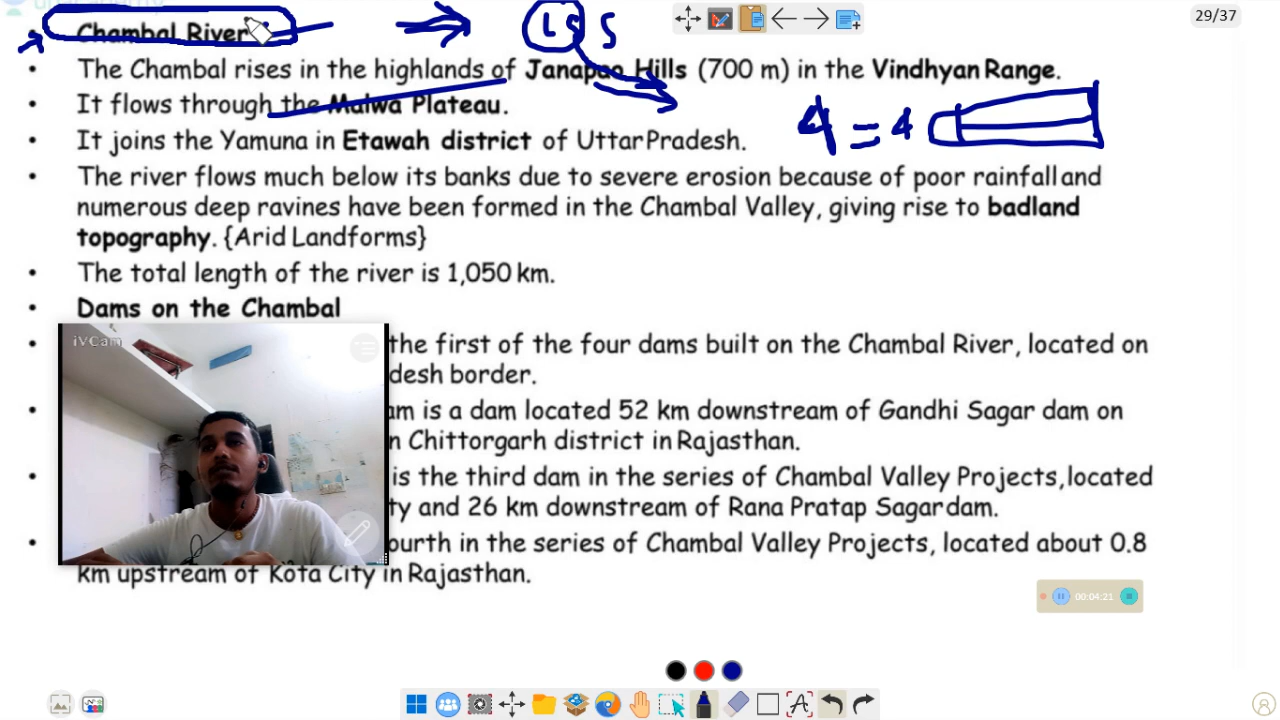 29/37
Chambal River
• The Chambal rises in the highlands of Janapao Hills (700 m) in the Vindhyan Range.
• It flows through the Malwa Plateau.
• It joins the Yamuna in Etawah district of Uttar Pradesh.
4 = 4
• The river flows much below its banks due to severe erosion because of poor rainfall and
numerous deep ravines have been formed in the Chambal Valley, giving rise to badland
topography. {Arid Landforms}
• The total length of the river is 1,050 km.
• Dams on the Chambal
• the first of the four dams built on the Chambal River, located on
desh border.
• am is a dam located 52 km downstream of Gandhi Sagar dam on
n Chittorgarh district in Rajasthan.
• is the third dam in the series of Chambal Valley Projects, located
ty and 26 km downstream of Rana Pratap Sagar dam.
• ourth in the series of Chambal Valley Projects, located about 0.8
km upstream of Kota City in Rajasthan.
iVCam
00:04:21